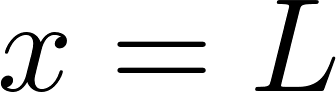 x = L